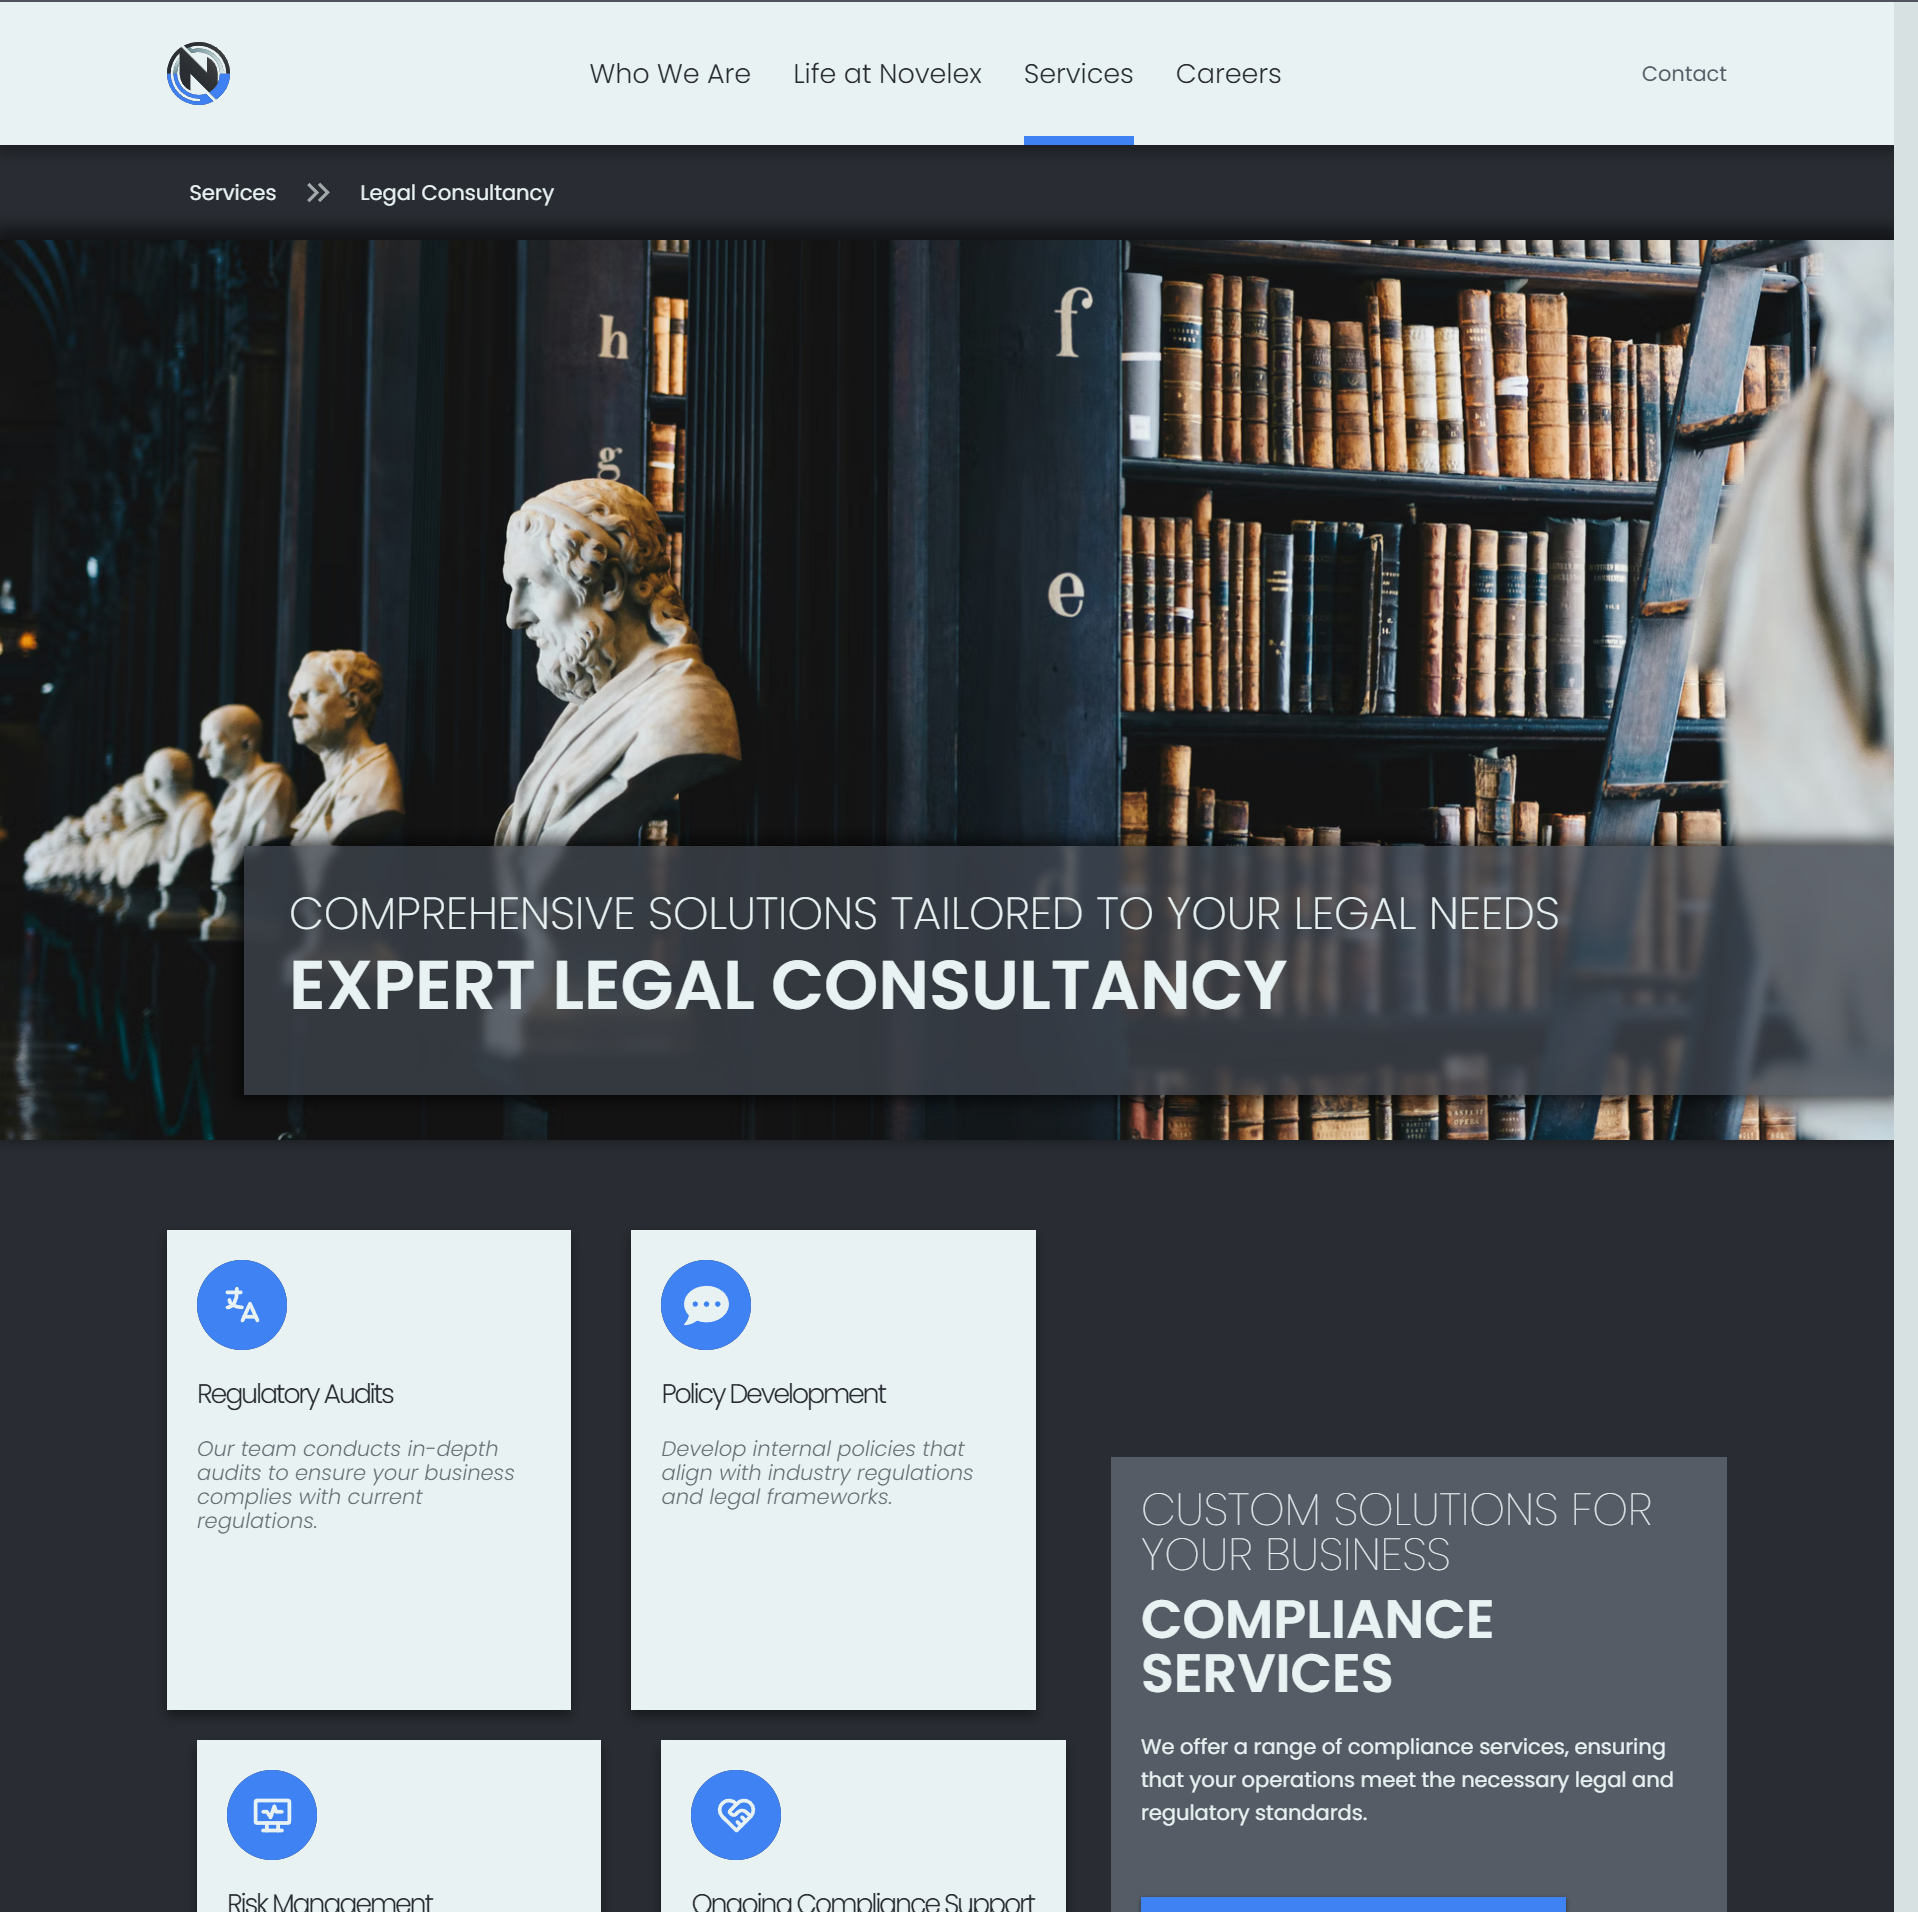 N
Who We Are
Life at Novelex
Services
Careers
Contact
Services
Legal Consultancy
h
f
g
e
COMPREHENSIVE SOLUTIONS TAILORED TO YOUR LEGAL NEEDS
EXPERT LEGAL CONSULTANCY
Regulatory Audits
Our team conducts in-depth
audits to ensure your business
complies with current
regulations.
Policy Development
Develop internal policies that
align with industry regulations
and legal frameworks.
CUSTOM SOLUTIONS FOR
YOUR BUSINESS
COMPLIANCE
SERVICES
We offer a range of compliance services, ensuring
that your operations meet the necessary legal and
regulatory standards.
Risk Management
Ongoing Compliance Support